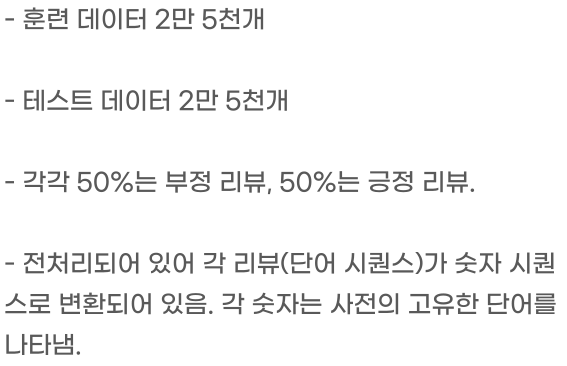 - 훈련 데이터 2만 5천개
- 테스트 데이터 2만 5천개
- 각각 50%는 부정 리뷰, 50%는 긍정 리뷰.
- 전처리되어 있어 각 리뷰(단어 시퀀스)가 숫자 시퀀
스로 변환되어 있음. 각 숫자는 사전의 고유한 단어를
나타냄.